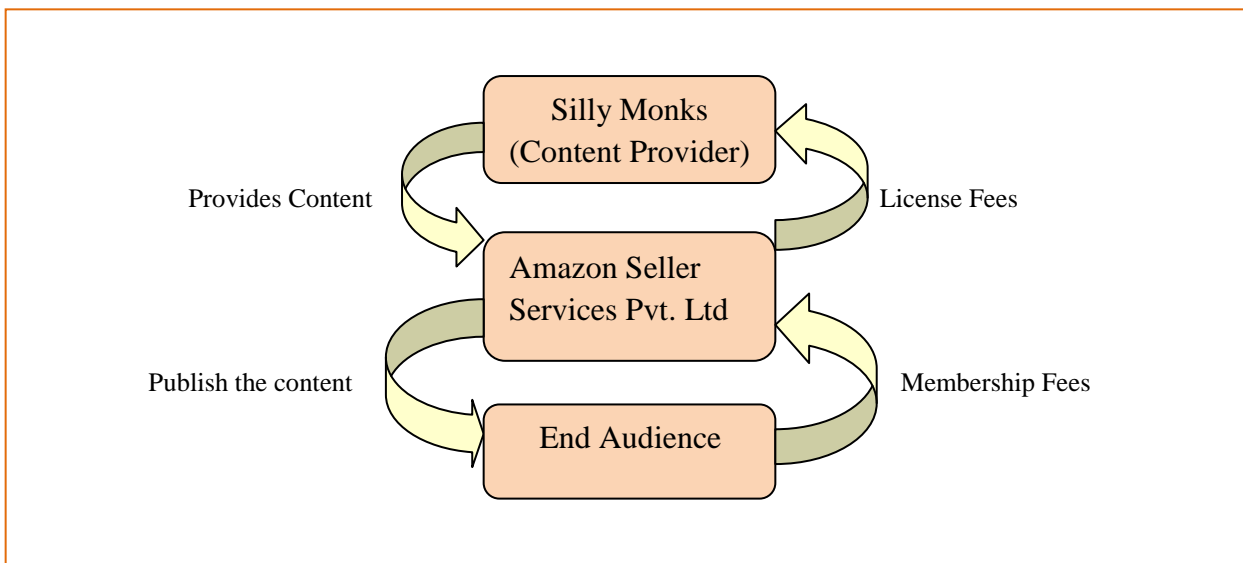 Silly Monks
(Content Provider)
Provides Content
License Fees
Amazon Seller
Services Pvt. Ltd
Publish the content
Membership Fees
End Audience